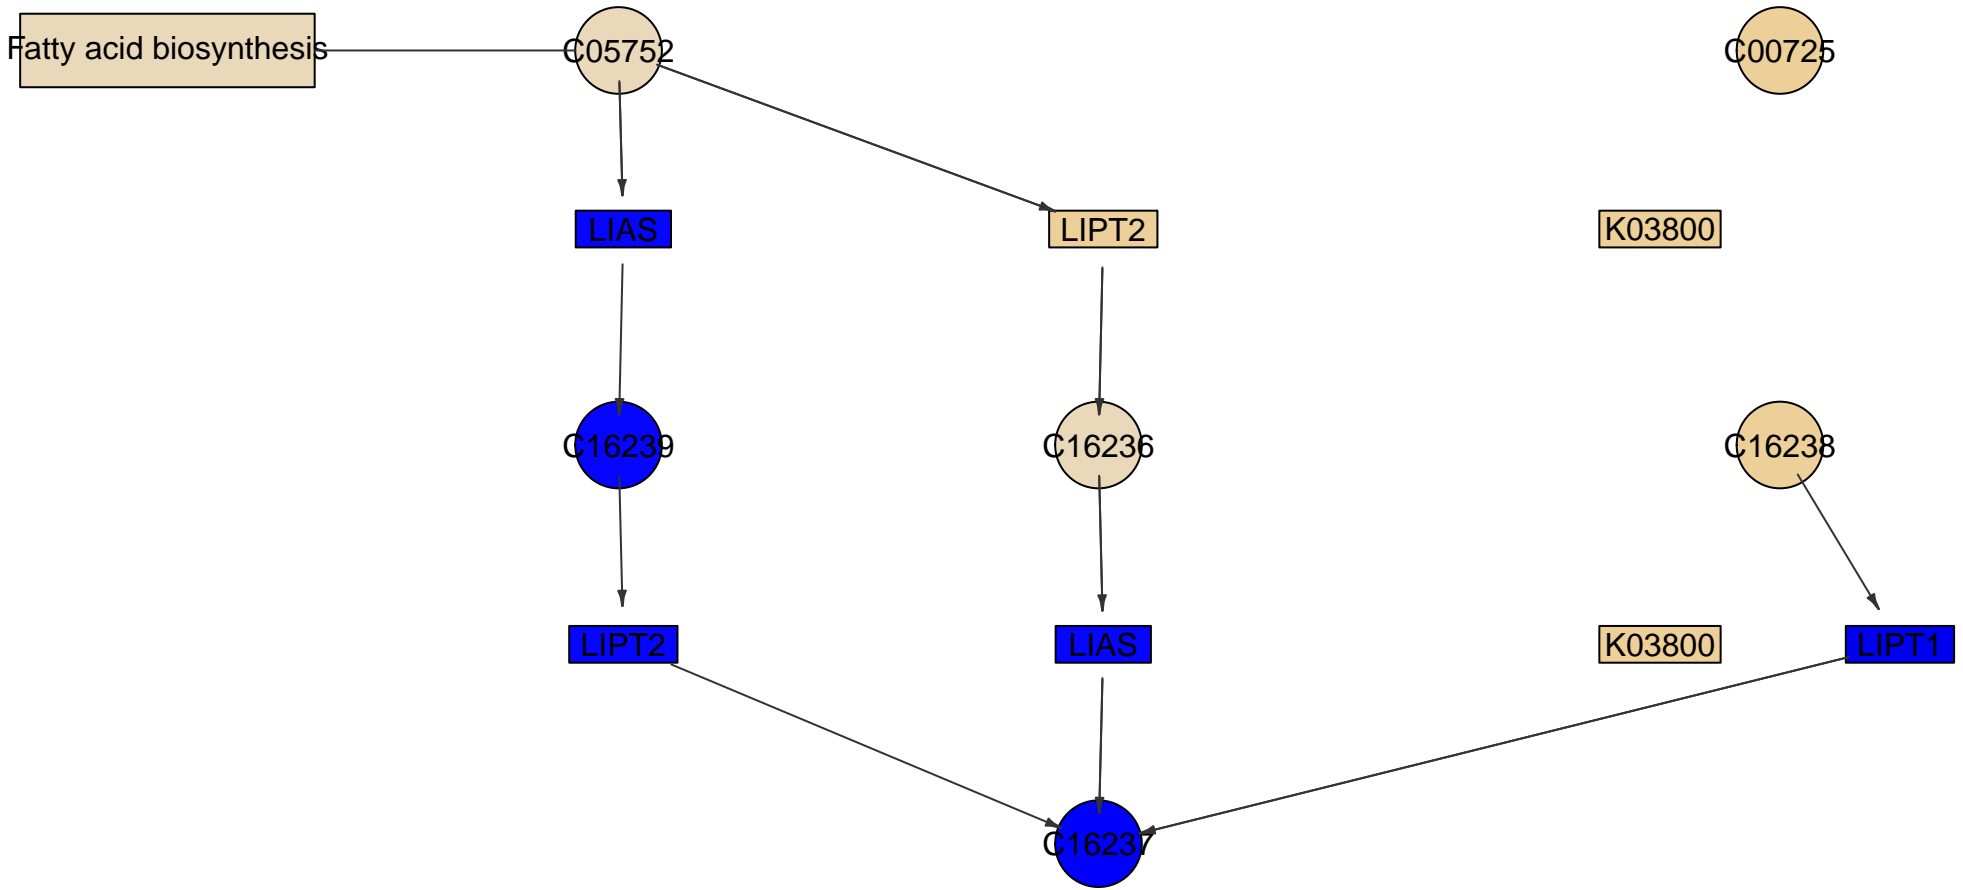 Fatty acid biosynthesis
C05752
C00725
LIAS
LIPT2
K03800
C16239
C16236
C16238
LIPT2
LIAS
K03800
LIPT1
C16237